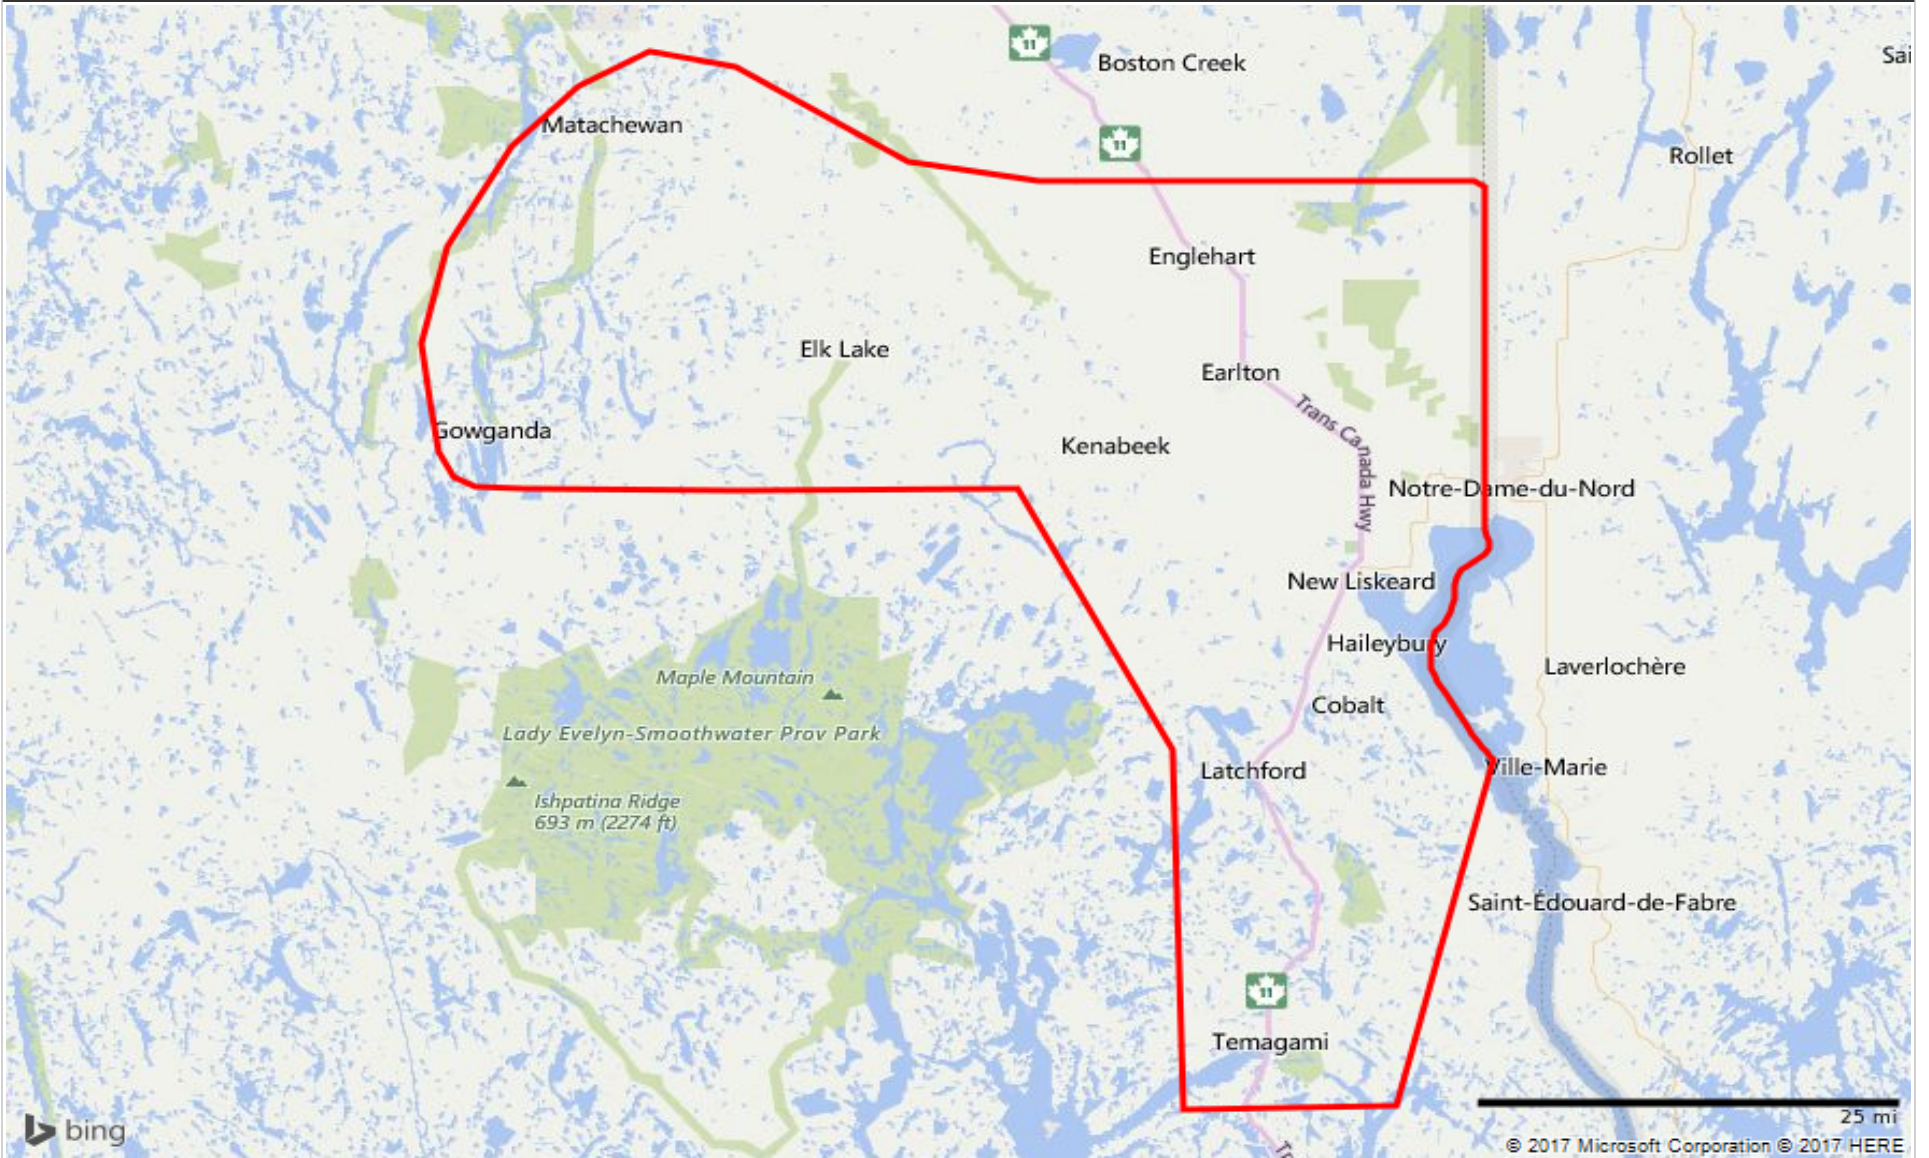 11
Boston Creek
Sai
Matachewan
11
Rollet
Englehart
Elk Lake
Earlton
Trans Canada Hwy
Gowganda
Kenabeek
Notre-Dame-du-Nord
New Liskeard
Haileybury
Laverlochère
Maple Mountain
Cobalt
Lady Evelyn-Smoothwater Prov Park
Latchford
Ville-Marie
Ishpatina Ridge
693 m (2274 ft)
Saint-Édouard-de-Fabre
11
Temagami
25 mi
bing
© 2017 Microsoft Corporation © 2017 HERE